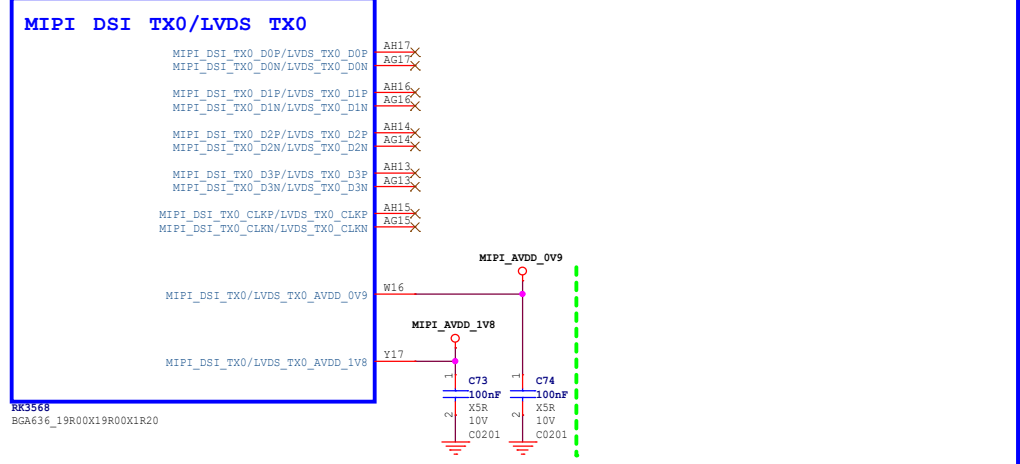 MIPI DSI TX0/LVDS TX0
MIPI_DSI_TX0_D0P/LVDS_TX0_D0P AH17
MIPI_DSI_TX0_D0N/LVDS_TX0_D0N AG17
MIPI_DSI_TX0_D1P/LVDS_TX0_D1P AH16
MIPI_DSI_TX0_D1N/LVDS_TX0_D1N AG16
MIPI_DSI_TX0_D2P/LVDS_TX0_D2P AH14
MIPI_DSI_TX0_D2N/LVDS_TX0_D2N AG14
MIPI_DSI_TX0_D3P/LVDS_TX0_D3P AH13
MIPI_DSI_TX0_D3N/LVDS_TX0_D3N AG13
MIPI_DSI_TX0_CLKP/LVDS_TX0_CLKP AH15
MIPI_DSI_TX0_CLKN/LVDS_TX0_CLKN AG15
MIPI_AVDD_0V9
MIPI_DSI_TX0/LVDS_TX0_AVDD_0V9 W16
MIPI_AVDD_1V8
MIPI_DSI_TX0/LVDS_TX0_AVDD_1V8 Y17
1 C73 1 C74
100nF 100nF
RK3568 X5R X5R
BGA636_19R00X19R00X1R20 2 10V 2 10V
C0201 C0201